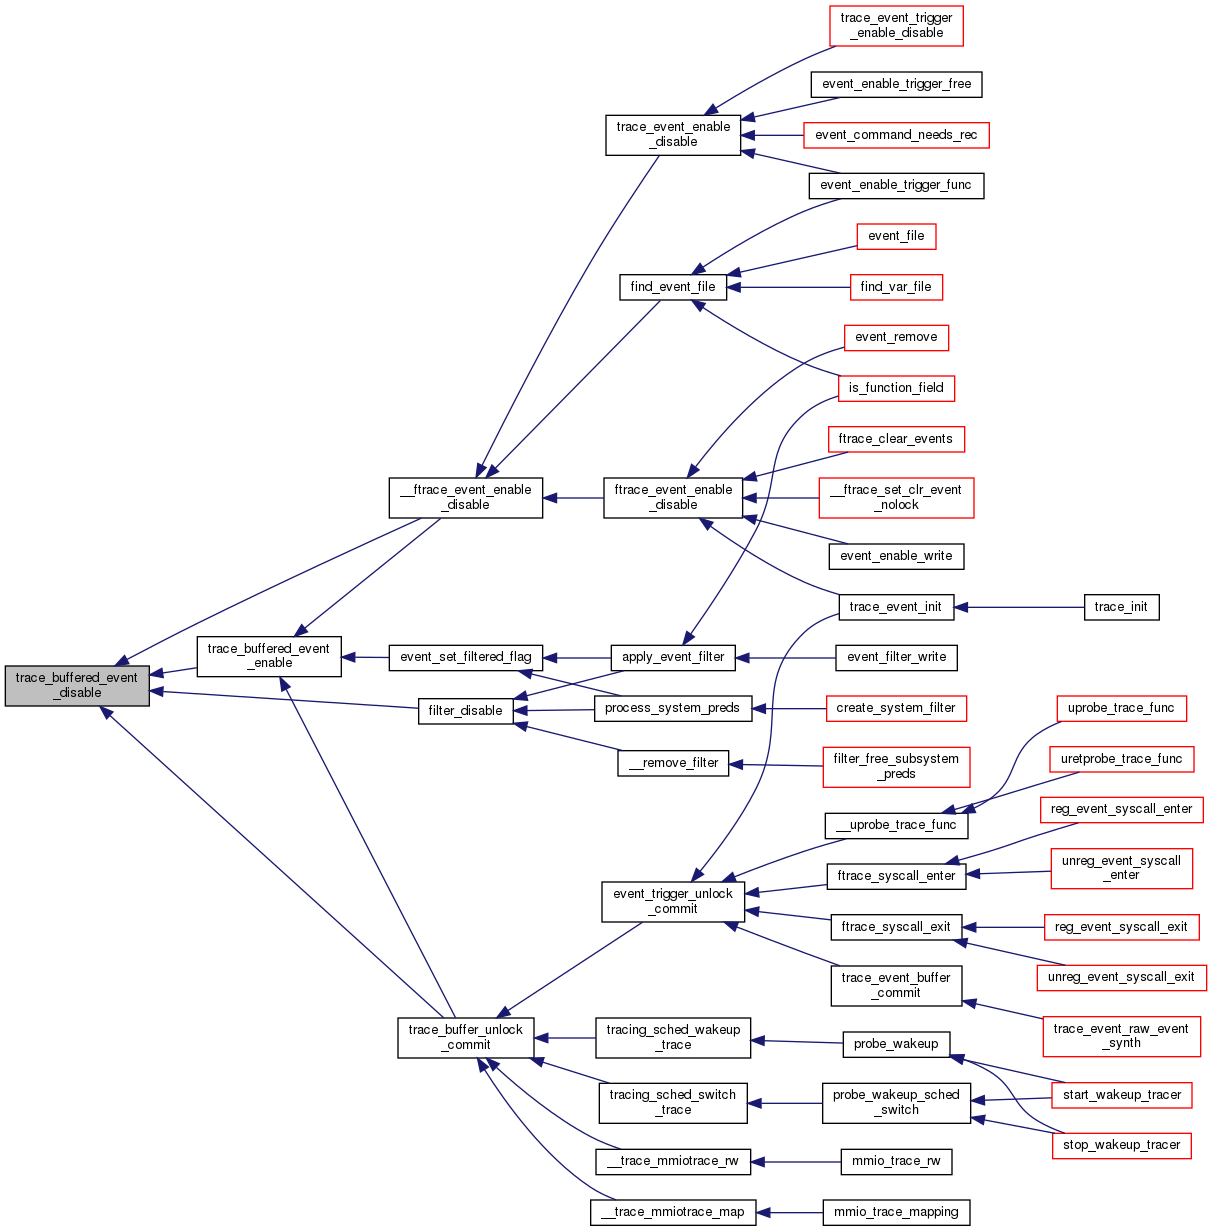 trace_event_trigger
_enable_disable
event_enable_trigger_free
trace_event_enable
_disable
event_command_needs_rec
event_enable_trigger_func
event_file
find_event_file
find_var_file
event_remove
is_function_field
ftrace_clear_events
__ftrace_event_enable
_disable
ftrace_event_enable
_disable
__ftrace_set_clr_event
_nolock
event_enable_write
trace_event_init
trace_init
trace_buffered_event
_enable
event_set_filtered_flag
apply_event_filter
event_filter_write
trace_buffered_event
_disable
filter_disable
process_system_preds
create_system_filter
uprobe_trace_func
__remove_filter
filter_free_subsystem
_preds
uretprobe_trace_func
__uprobe_trace_func
reg_event_syscall_enter
event_trigger_unlock
_commit
ftrace_syscall_enter
unreg_event_syscall
_enter
ftrace_syscall_exit
reg_event_syscall_exit
unreg_event_syscall_exit
trace_event_buffer
_commit
trace_buffer_unlock
_commit
tracing_sched_wakeup
_trace
probe_wakeup
trace_event_raw_event
_synth
tracing_sched_switch
_trace
probe_wakeup_sched
_switch
start_wakeup_tracer
stop_wakeup_tracer
__trace_mmiotrace_rw
mmio_trace_rw
__trace_mmiotrace_map
mmio_trace_mapping